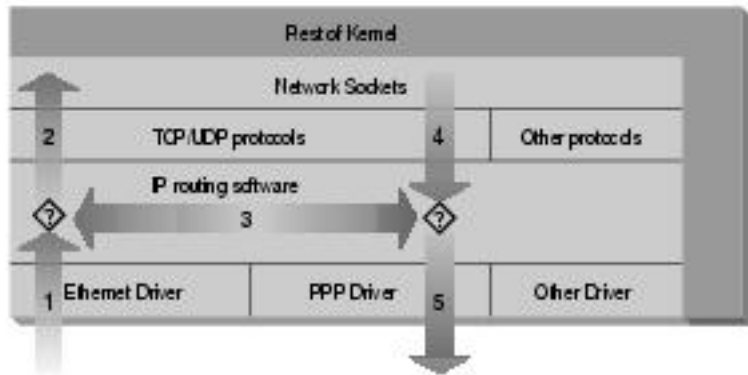 Rest of Kernel
Network Sockets
2 TCP/UDP protocols 4 Other protocols
IP routing software
? 3 ?
1 Ethernet Driver PPP Driver 5 Other Driver